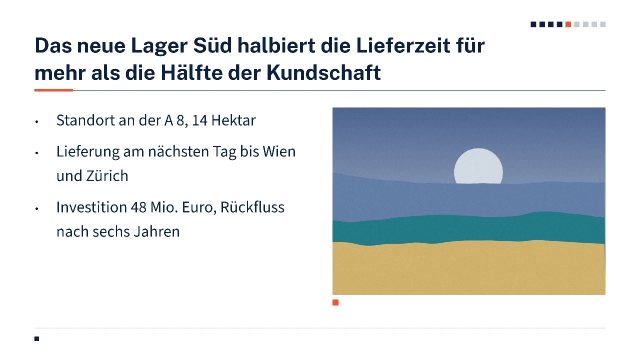 Das neue Lager Süd halbiert die Lieferzeit für
mehr als die Hälfte der Kundschaft
• Standort an der A 8, 14 Hektar
• Lieferung am nächsten Tag bis Wien
und Zürich
• Investition 48 Mio. Euro, Rückfluss
nach sechs Jahren